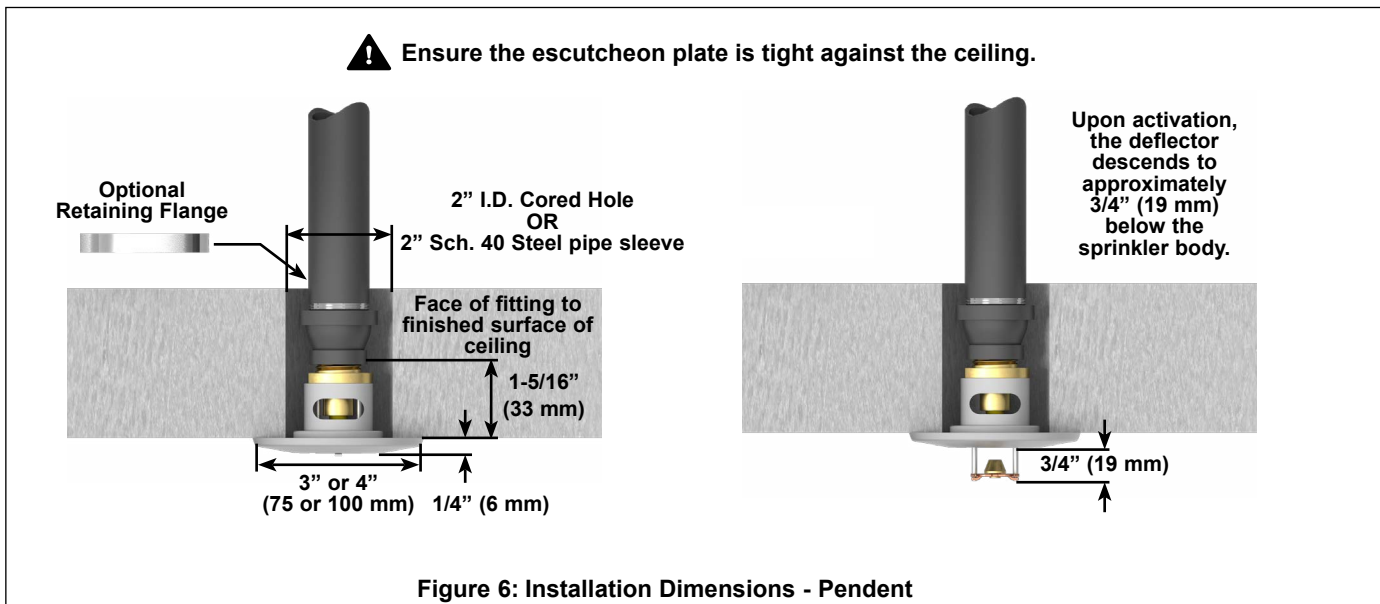 Ensure the escutcheon plate is tight against the ceiling.
Optional
Retaining Flange
2” I.D. Cored Hole
OR
2” Sch. 40 Steel pipe sleeve
Face of fitting to
finished surface of
ceiling
1-5/16”
(33 mm)
3” or 4”
(75 or 100 mm)
1/4” (6 mm)
Upon activation,
the deflector
descends to
approximately
3/4” (19 mm)
below the
sprinkler body.
3/4” (19 mm)
Figure 6: Installation Dimensions - Pendent